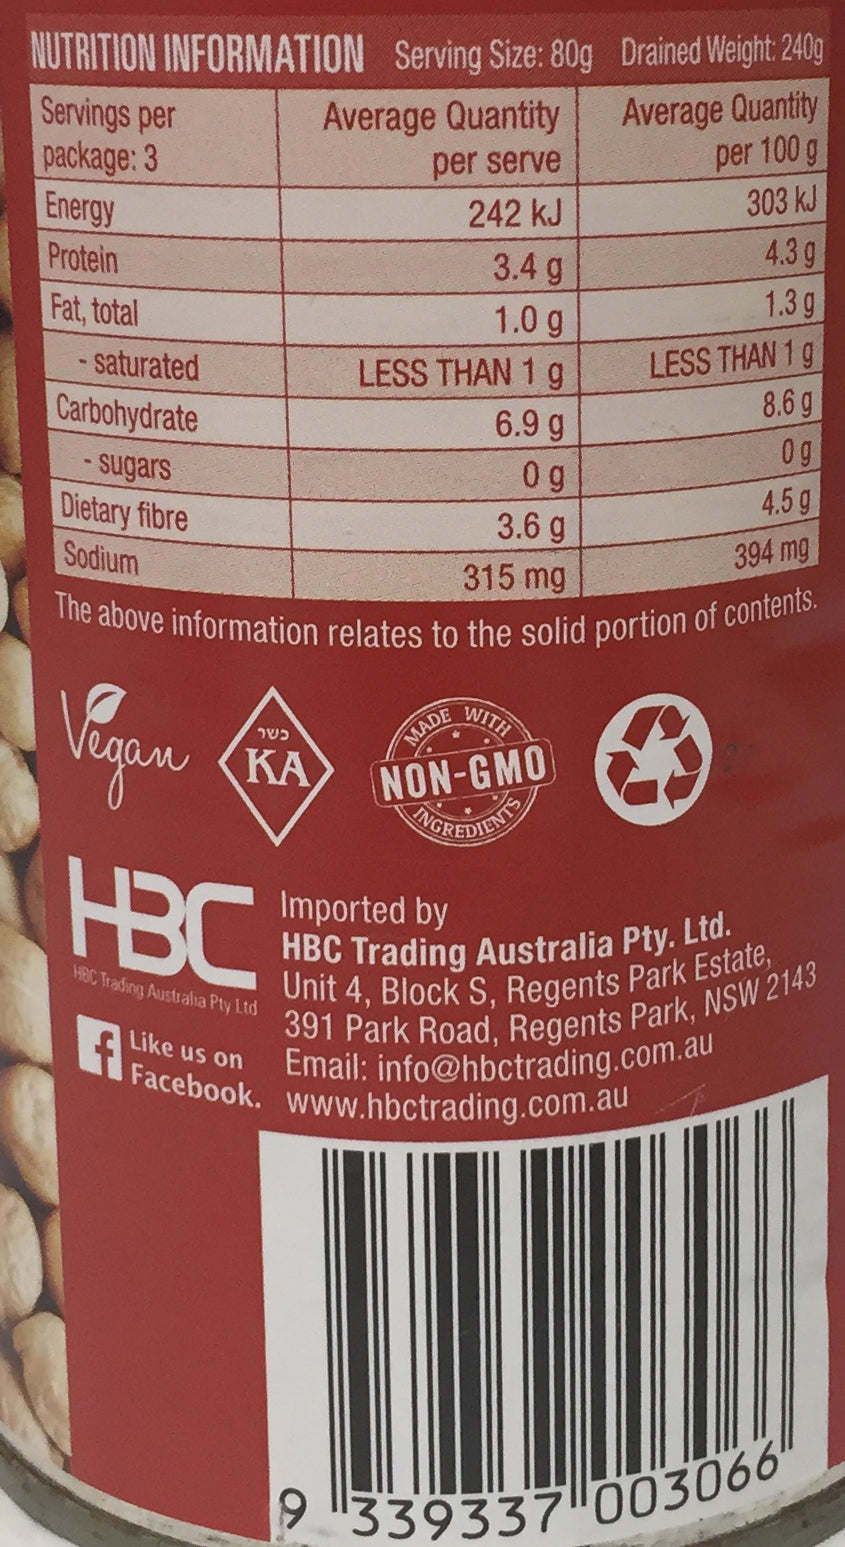 NUTRITION INFORMATION Serving Size: 80g Drained Weight: 240g
Servings per package: 3 Average Quantity per serve Average Quantity per 100 g
Energy 242 kJ 303 kJ
Protein 3.4 g 4.3 g
Fat, total 1.0 g 1.3 g
- saturated LESS THAN 1 g LESS THAN 1 g
Carbohydrate 6.9 g 8.6 g
- sugars 0 g 0 g
Dietary fibre 3.6 g 4.5 g
Sodium 315 mg 394 mg
The above information relates to the solid portion of contents.
Vegan
כשר
KA
MADE WITH
NON-GMO
INGREDIENTS
HBC
HBC Trading Australia Pty Ltd
Like us on
Facebook.
Imported by
HBC Trading Australia Pty. Ltd.
Unit 4, Block S, Regents Park Estate,
391 Park Road, Regents Park, NSW 2143
Email: info@hbctrading.com.au
www.hbctrading.com.au
9 339337 003066